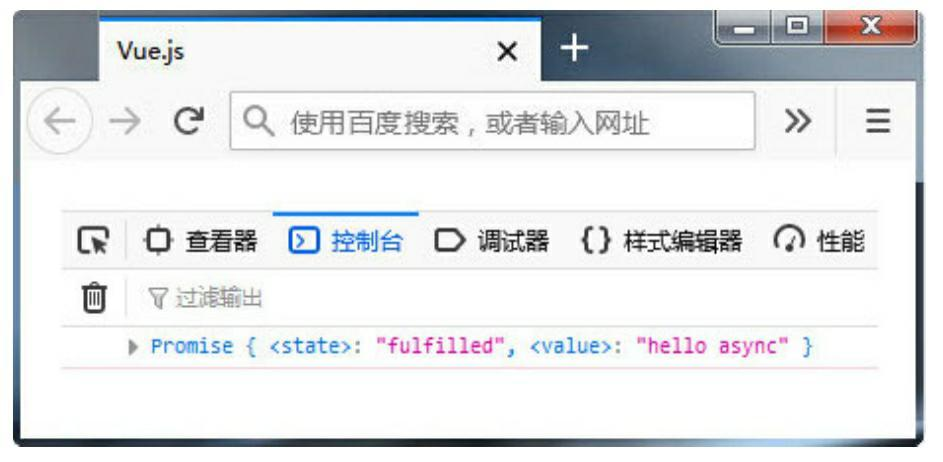 Vue.js
使用百度搜索，或者输入网址
查看器 控制台 调试器 {} 样式编辑器 性能
过滤输出
Promise { <state>: "fulfilled", <value>: "hello async" }